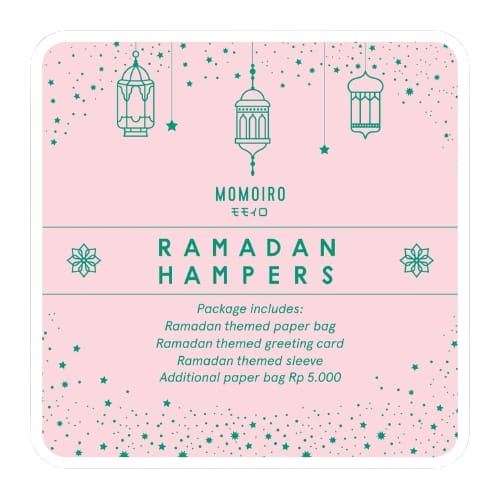 MOMOIRO
モモイロ
RAMADAN
HAMPERS
Package includes:
Ramadan themed paper bag
Ramadan themed greeting card
Ramadan themed sleeve
Additional paper bag Rp 5.000